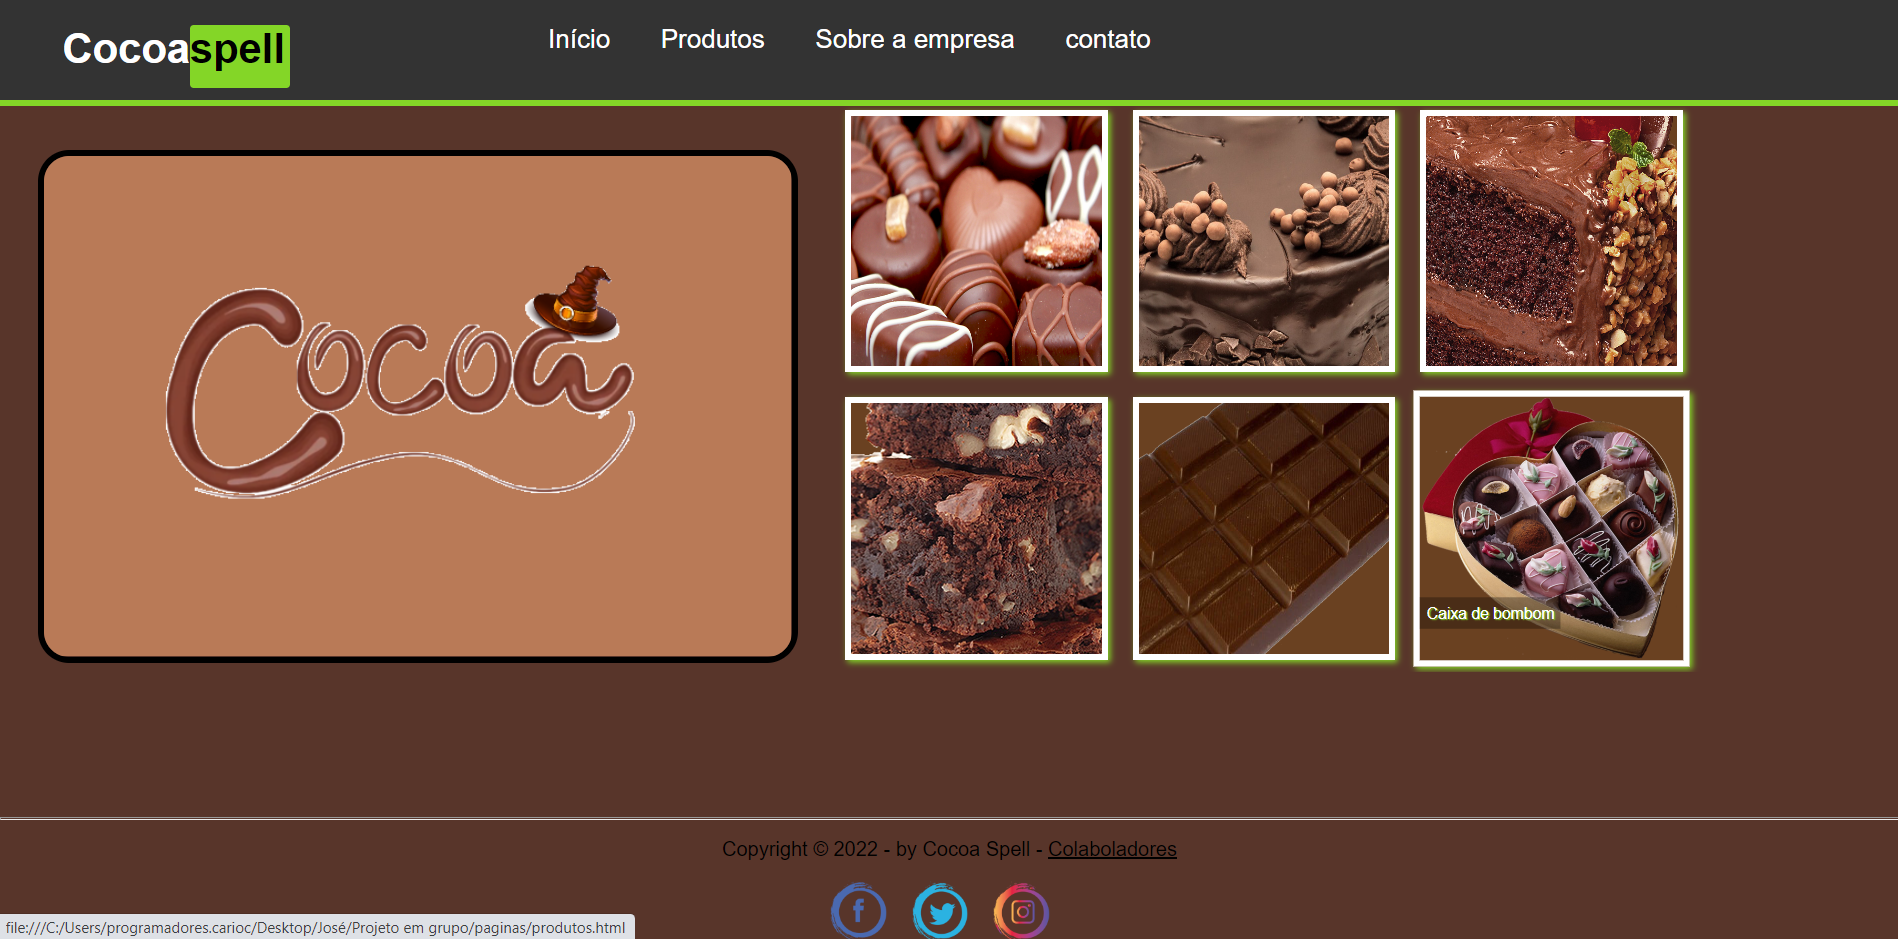 Cocoaspell
Início Produtos Sobre a empresa contato
Cocoa
Caixa de bombom
Copyright © 2022 - by Cocoa Spell - Colaboladores
file:///C:/Users/programadores.carioc/Desktop/José/Projeto em grupo/paginas/produtos.html